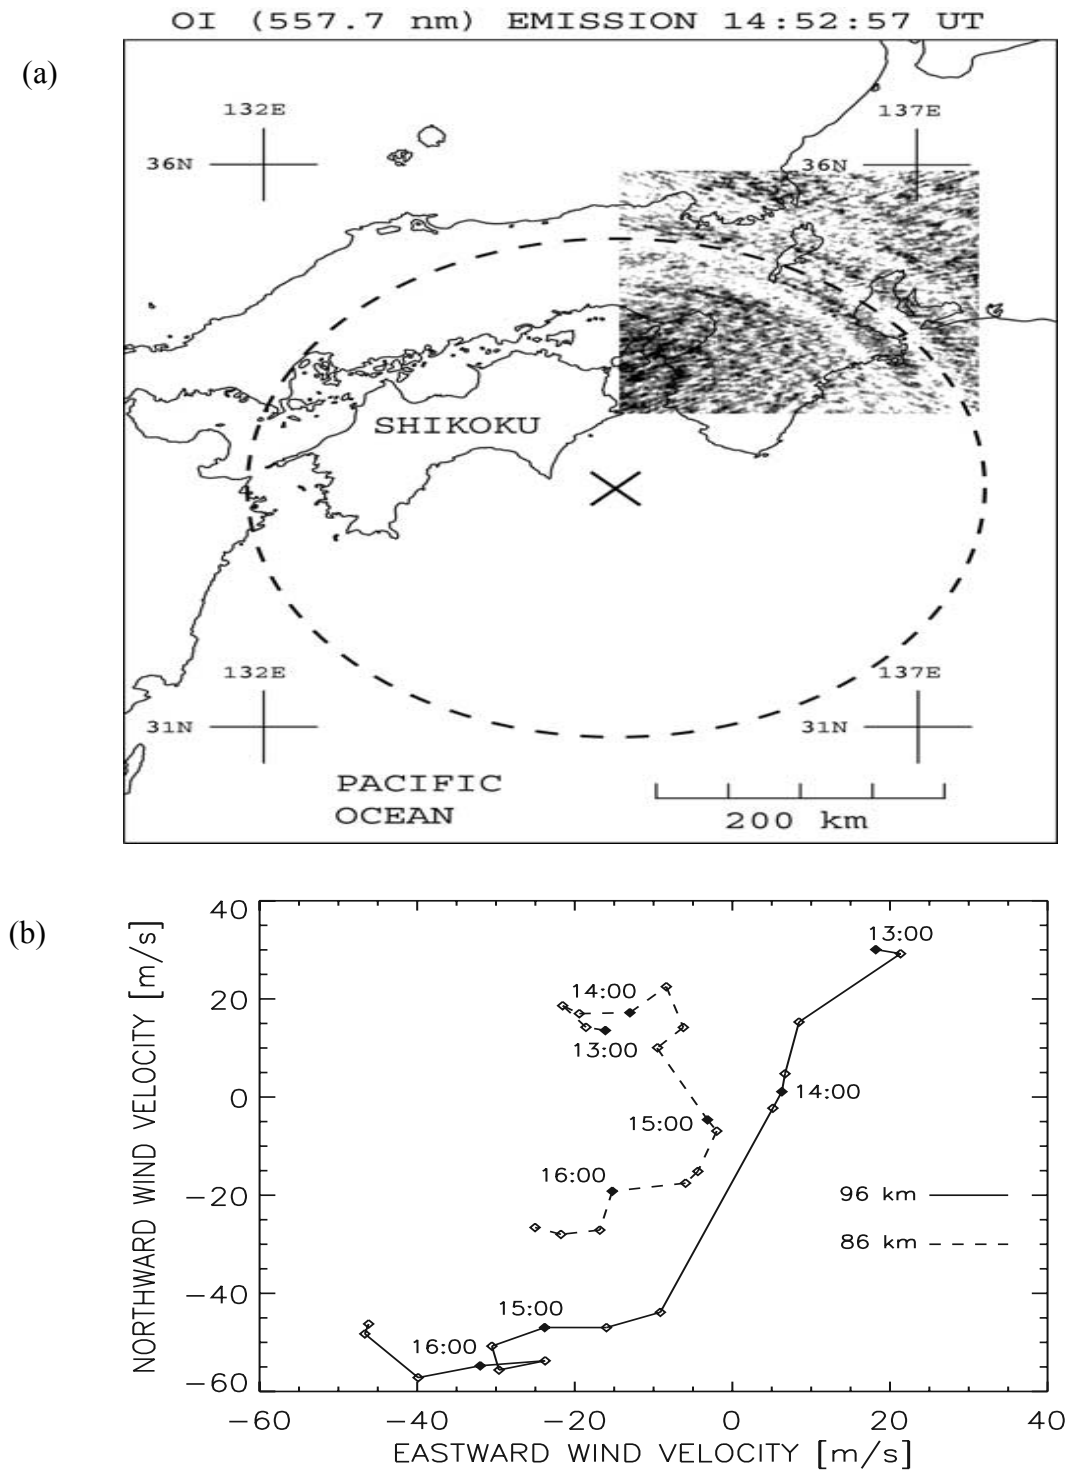 OI (557.7 nm) EMISSION 14:52:57 UT
(a)
132E
137E
36N
36N
SHIKOKU
132E
137E
31N
31N
PACIFIC
OCEAN
200 km
(b)
40
20
0
−20
−40
−60
NORTHWARD WIND VELOCITY [m/s]
13:00
14:00
13:00
14:00
15:00
16:00
96 km
86 km
15:00
16:00
−60
−40
−20
0
20
40
EASTWARD WIND VELOCITY [m/s]